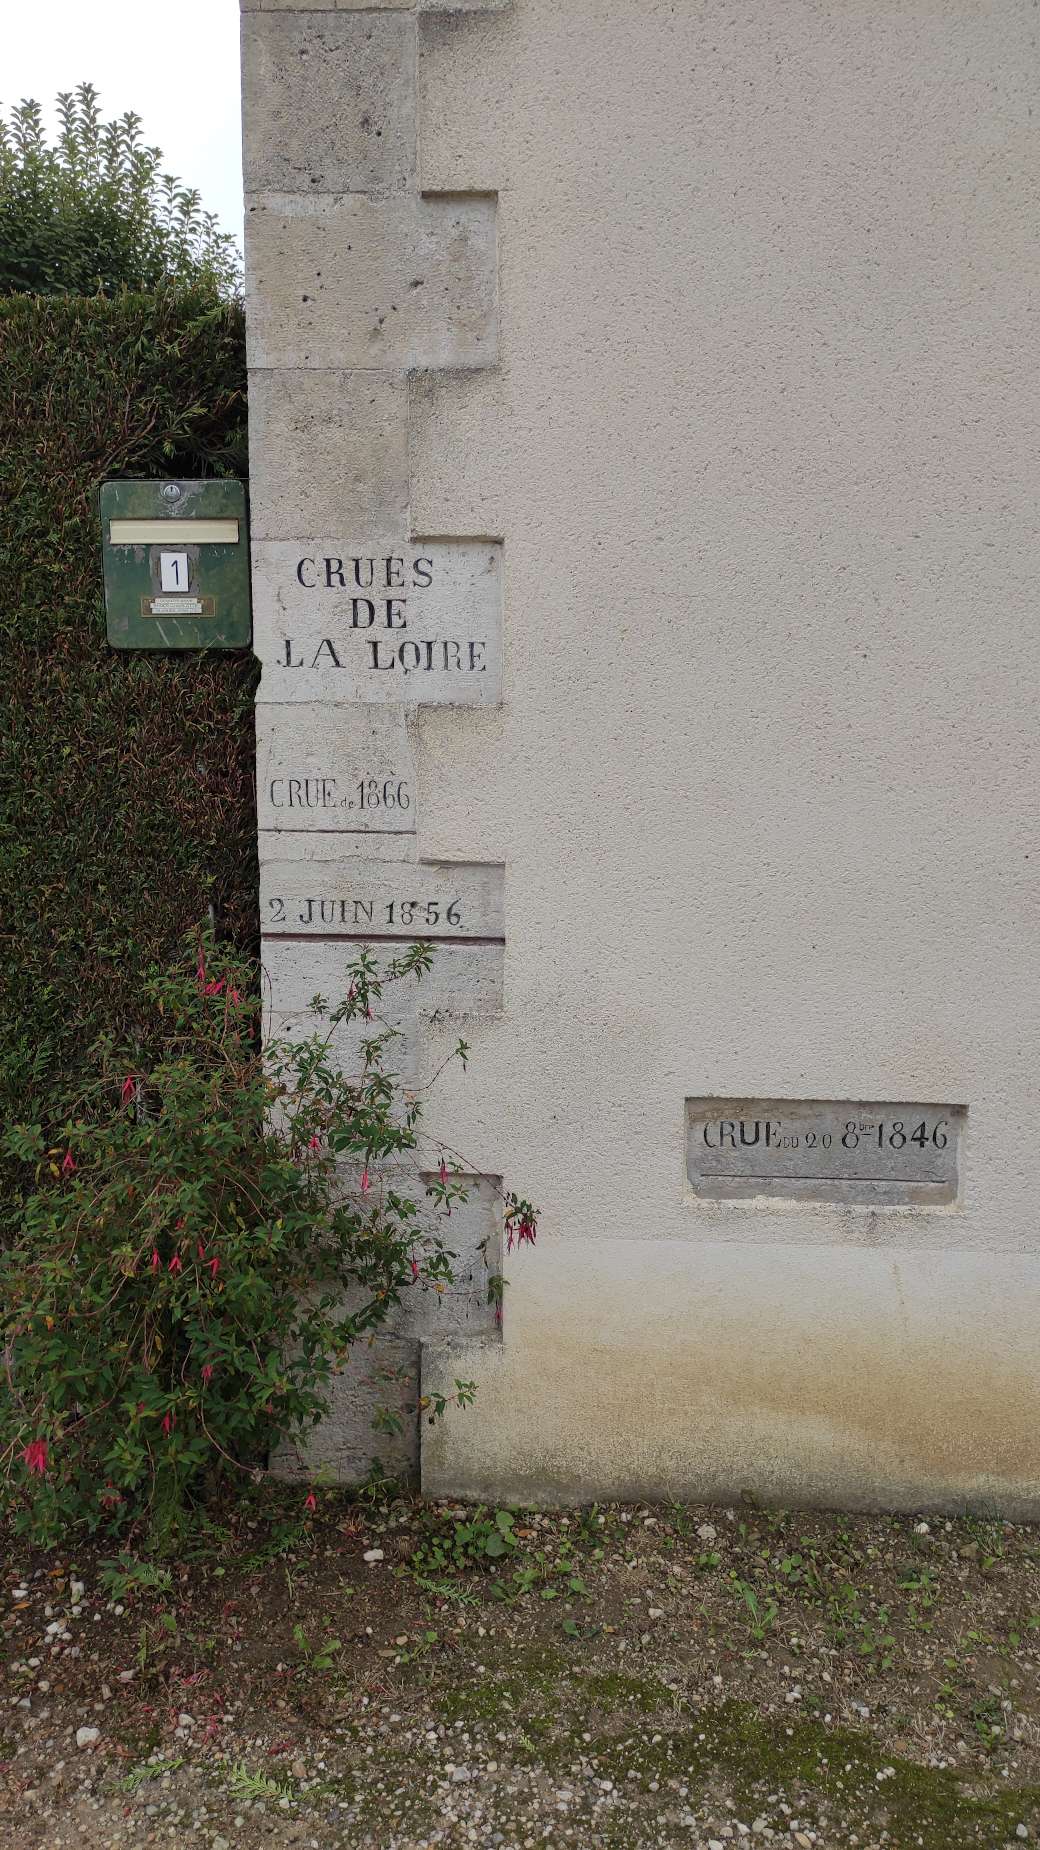 CRUES
DE
LA LOIRE
1
CRUE de 1866
2 JUIN 1856
CRUE DU 20 8bre 1846